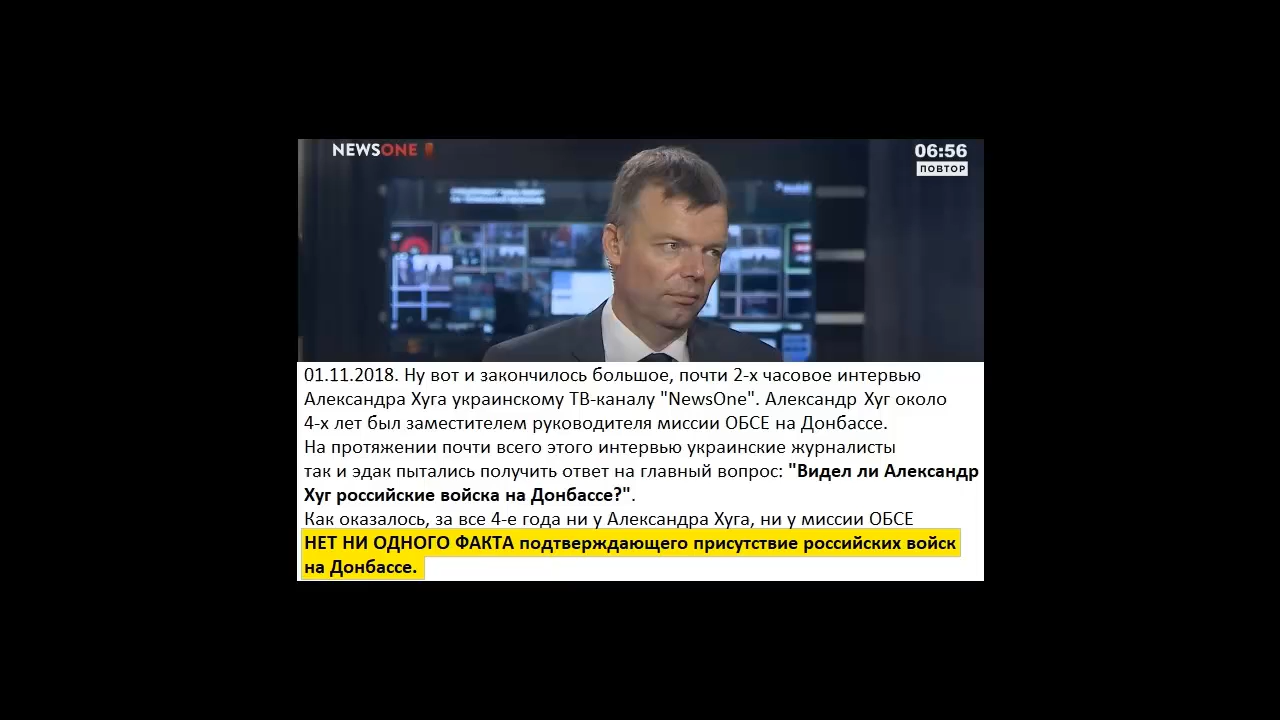 NEWSONE
06:56
ПОВТОР
01.11.2018. Ну вот и закончилось большое, почти 2-х часовое интервью
Александра Хуга украинскому ТВ-каналу "NewsOne". Александр Хуг около
4-х лет был заместителем руководителя миссии ОБСЕ на Донбассе.
На протяжении почти всего этого интервью украинские журналисты
так и эдак пытались получить ответ на главный вопрос: "Видел ли Александр
Хуг российские войска на Донбассе?".
Как оказалось, за все 4-е года ни у Александра Хуга, ни у миссии ОБСЕ
НЕТ НИ ОДНОГО ФАКТА подтверждающего присутствие российских войск
на Донбассе.